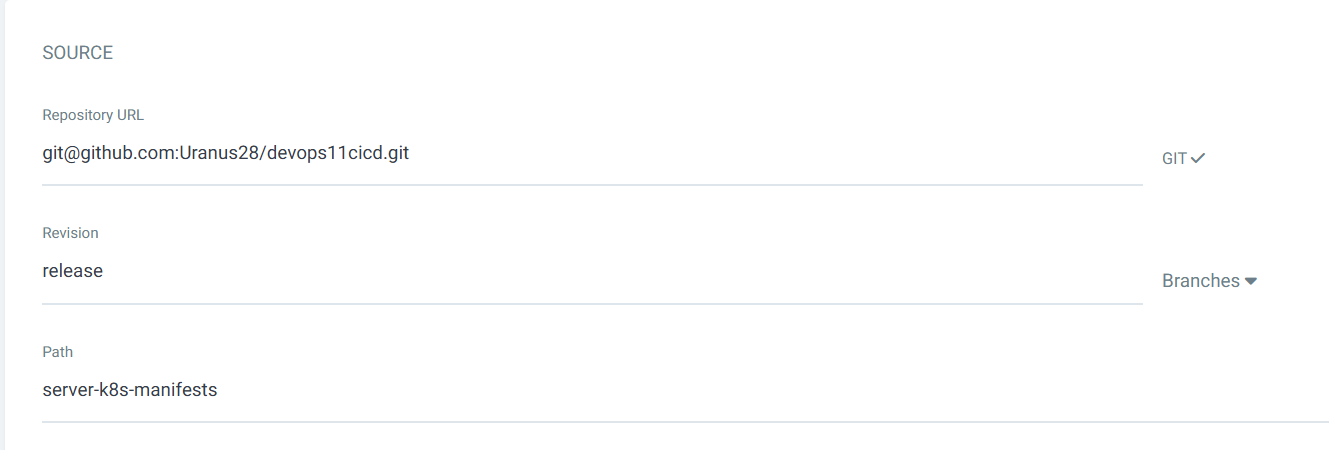 SOURCE
Repository URL
git@github.com:Uranus28/devops11cicd.git
GIT
Revision
release
Branches
Path
server-k8s-manifests